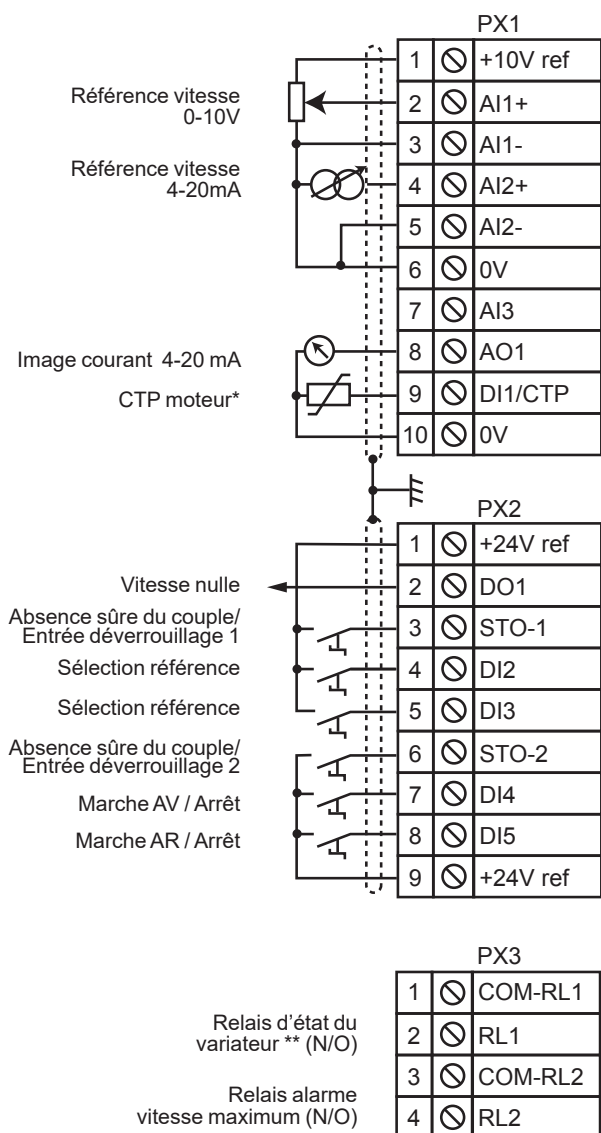 PX1
1 +10V ref
Référence vitesse
0-10V
2 AI1+
3 AI1-
Référence vitesse
4-20mA
4 AI2+
5 AI2-
6 0V
7 AI3
Image courant 4-20 mA
8 AO1
CTP moteur*
9 DI1/CTP
10 0V
PX2
1 +24V ref
Vitesse nulle
2 DO1
Absence sûre du couple/
Entrée déverrouillage 1
3 STO-1
Sélection référence
4 DI2
Sélection référence
5 DI3
Absence sûre du couple/
Entrée déverrouillage 2
6 STO-2
Marche AV / Arrêt
7 DI4
Marche AR / Arrêt
8 DI5
9 +24V ref
PX3
1 COM-RL1
Relais d’état du
variateur ** (N/O)
2 RL1
3 COM-RL2
Relais alarme
vitesse maximum (N/O)
4 RL2